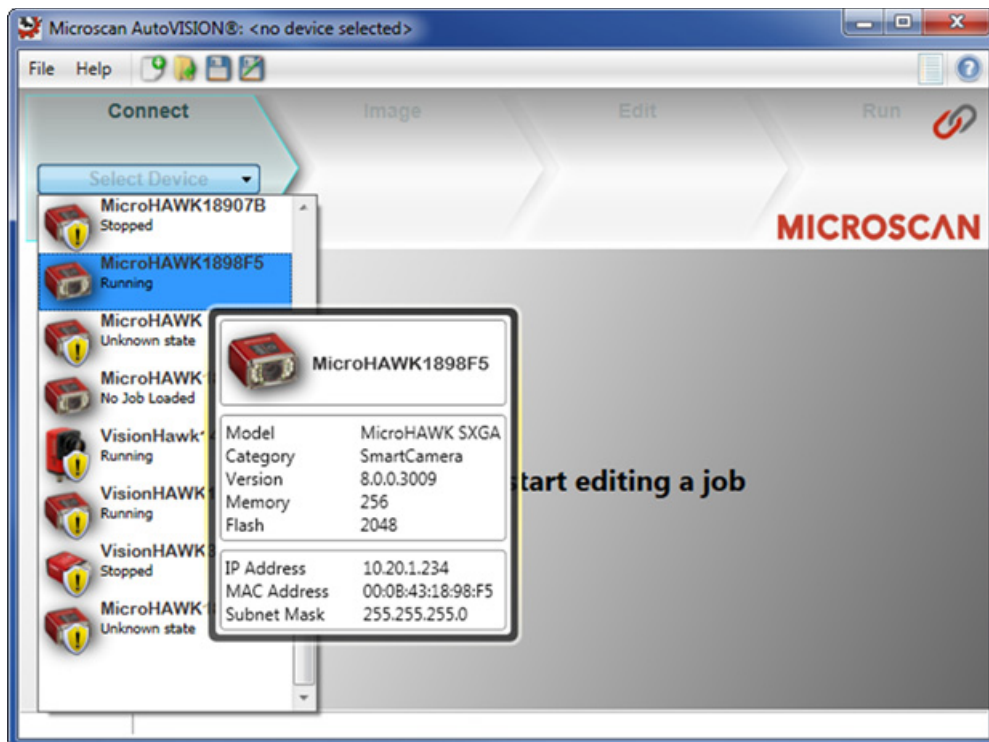 Microscan AutoVISION®: <no device selected>
File Help
Connect Image Edit Run
Select Device
MICROSCAN
MicroHAWK18907B
Stopped
MicroHAWK1898F5
Running
MicroHAWK
Unknown state
MicroHAWK
No Job Loaded
VisionHawk
Running
VisionHAWK
Running
VisionHAWK
Stopped
MicroHAWK
Unknown state
MicroHAWK1898F5
Model MicroHAWK SXGA
Category SmartCamera
Version 8.0.0.3009
Memory 256
Flash 2048
IP Address 10.20.1.234
MAC Address 00:0B:43:18:98:F5
Subnet Mask 255.255.255.0
start editing a job